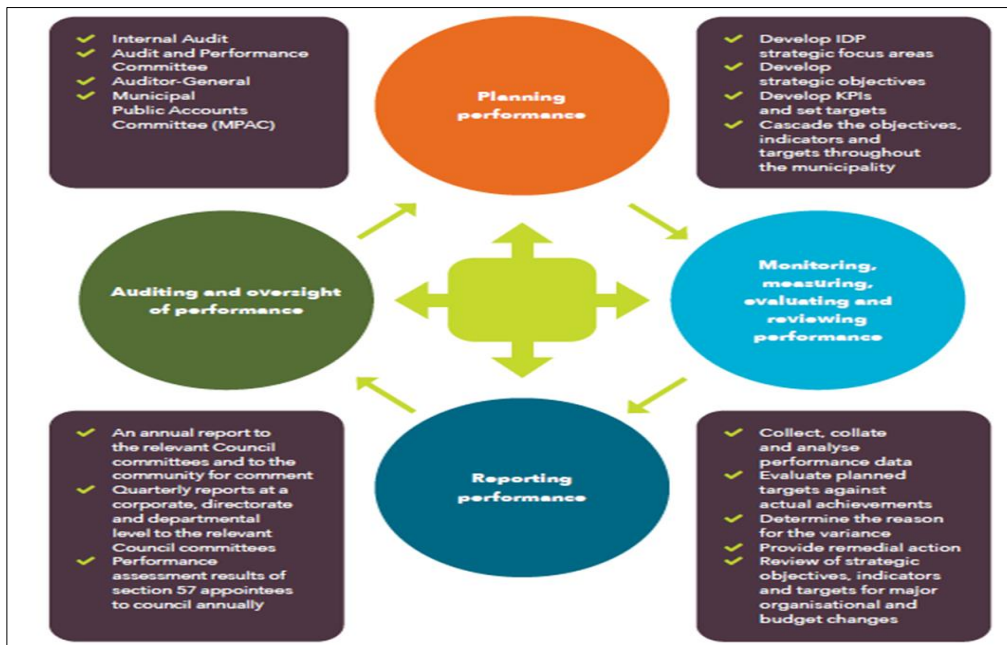 Internal Audit
Audit and Performance
Committee
Auditor-General
Municipal
Public Accounts
Committee (MPAC)
Planning
performance
Develop IDP
strategic focus areas
Develop
strategic objectives
Develop KPIs
and set targets
Cascade the objectives,
indicators and
targets throughout
the municipality
Auditing and oversight
of performance
Monitoring,
measuring,
evaluating and
reviewing
performance
An annual report to
the relevant Council
committees and to the
community for comment
Quarterly reports at a
corporate, directorate
and departmental
level to the relevant
Council committees
Performance
assessment results of
section 57 appointees
to council annually
Reporting
performance
Collect, collate
and analyse
performance data
Evaluate planned
targets against
actual achievements
Determine the reason
for the variance
Provide remedial action
Review of strategic
objectives, indicators
and targets for major
organisational and
budget changes